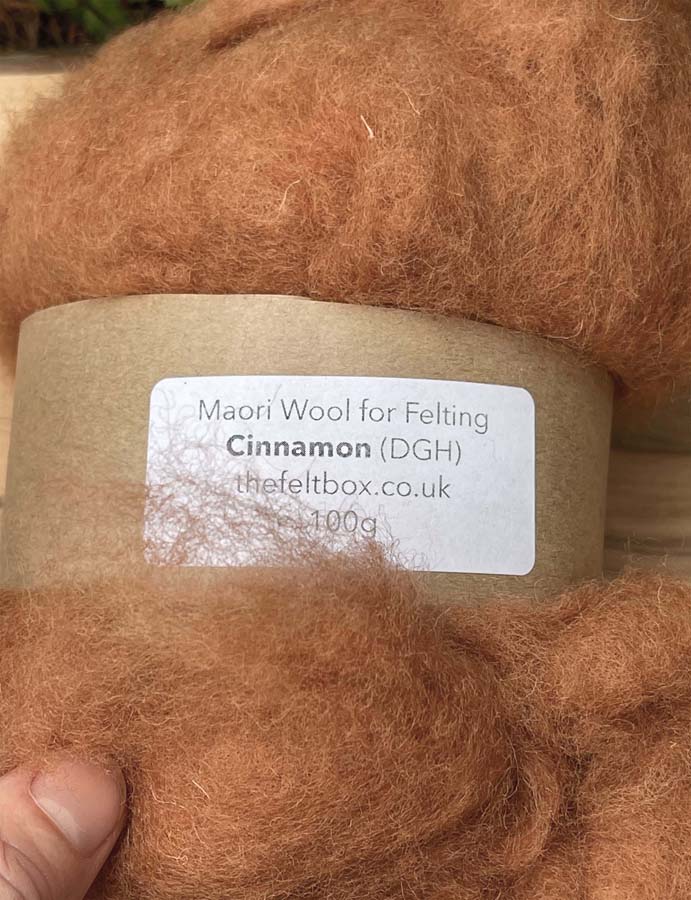 Maori Wool for Felting
Cinnamon (DGH)
thefeltbox.co.uk
100g